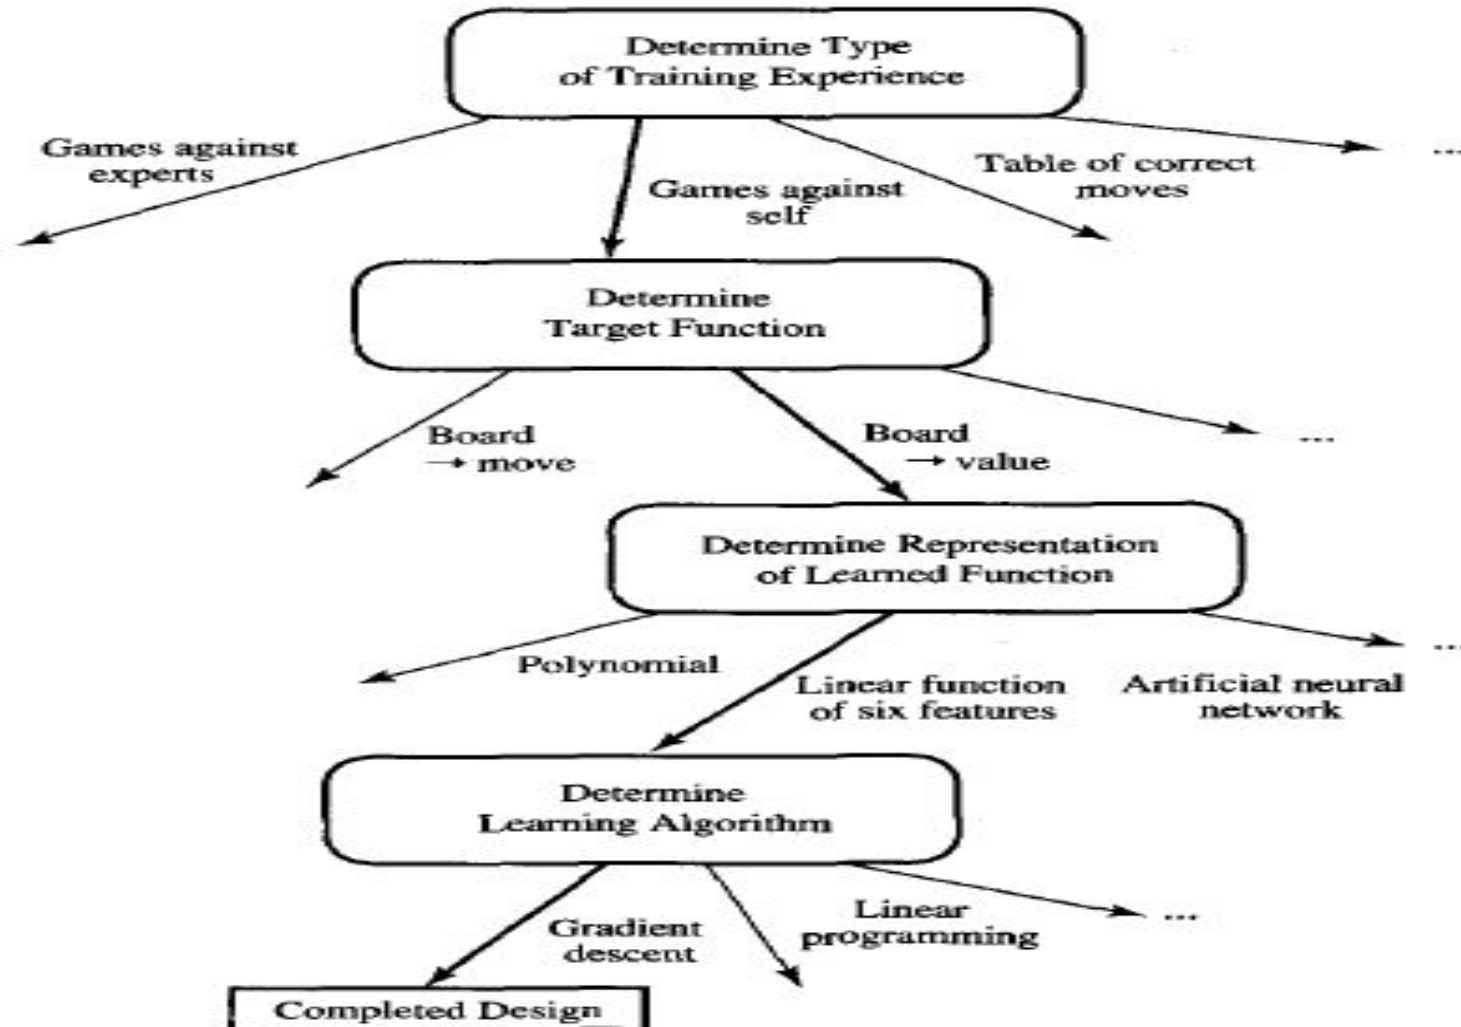 Determine Type
of Training Experience
Games against
experts
Games against
self
Table of correct
moves
...
Determine
Target Function
Board
→ move
Board
→ value
...
Determine Representation
of Learned Function
Polynomial
Linear function
of six features
Artificial neural
network
...
Determine
Learning Algorithm
Gradient
descent
Linear
programming
...
Completed Design